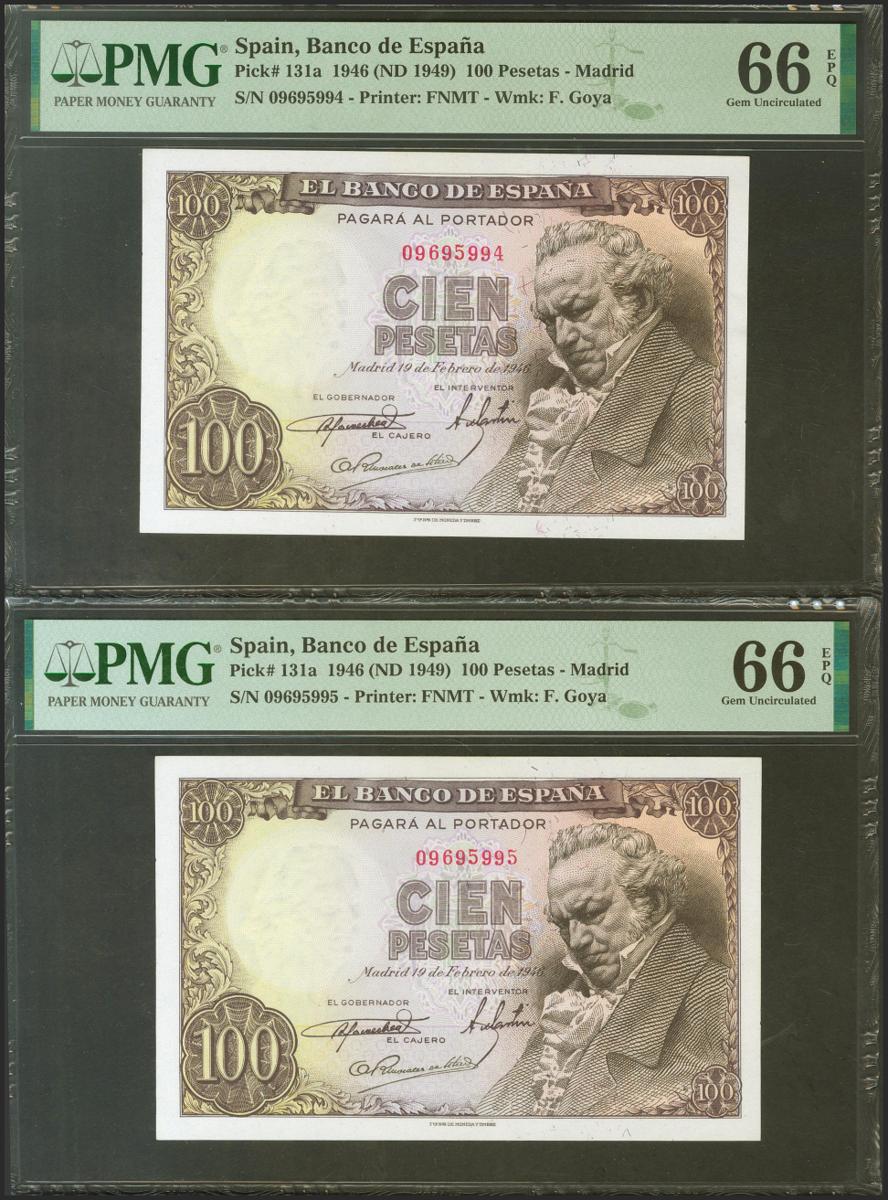 PMG®
PAPER MONEY GUARANTY
Spain, Banco de España
Pick# 131a 1946 (ND 1949) 100 Pesetas - Madrid
S/N 09695994 - Printer: FNMT - Wmk: F. Goya
66 EPQ
Gem Uncirculated
EL BANCO DE ESPAÑA
100 100
PAGARÁ AL PORTADOR
09695994
CIEN
PESETAS
Madrid 19 de Febrero de 1946
EL INTERVENTOR
EL GOBERNADOR
EL CAJERO
100
100
PMG®
PAPER MONEY GUARANTY
Spain, Banco de España
Pick# 131a 1946 (ND 1949) 100 Pesetas - Madrid
S/N 09695995 - Printer: FNMT - Wmk: F. Goya
66 EPQ
Gem Uncirculated
EL BANCO DE ESPAÑA
100 100
PAGARÁ AL PORTADOR
09695995
CIEN
PESETAS
Madrid 19 de Febrero de 1946
EL INTERVENTOR
EL GOBERNADOR
EL CAJERO
100
100